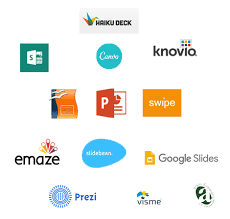 HAIKU DECK
S
Canva
knovio
P
swipe
emaze
slidebean
Google Slides
Prezi
visme
a